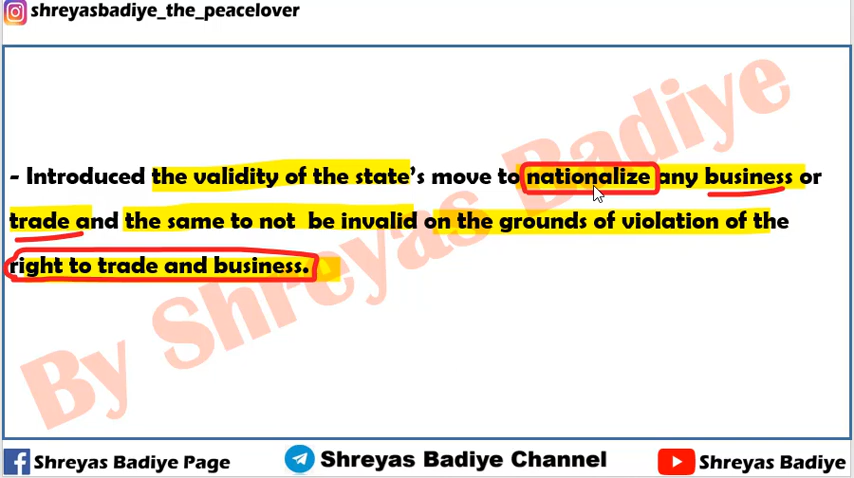 shreyasbadiye_the_peacelover
- Introduced the validity of the state's move to nationalize any business or
trade and the same to not be invalid on the grounds of violation of the
right to trade and business.
By Shreyas Badiye
Shreyas Badiye Page
Shreyas Badiye Channel
Shreyas Badiye